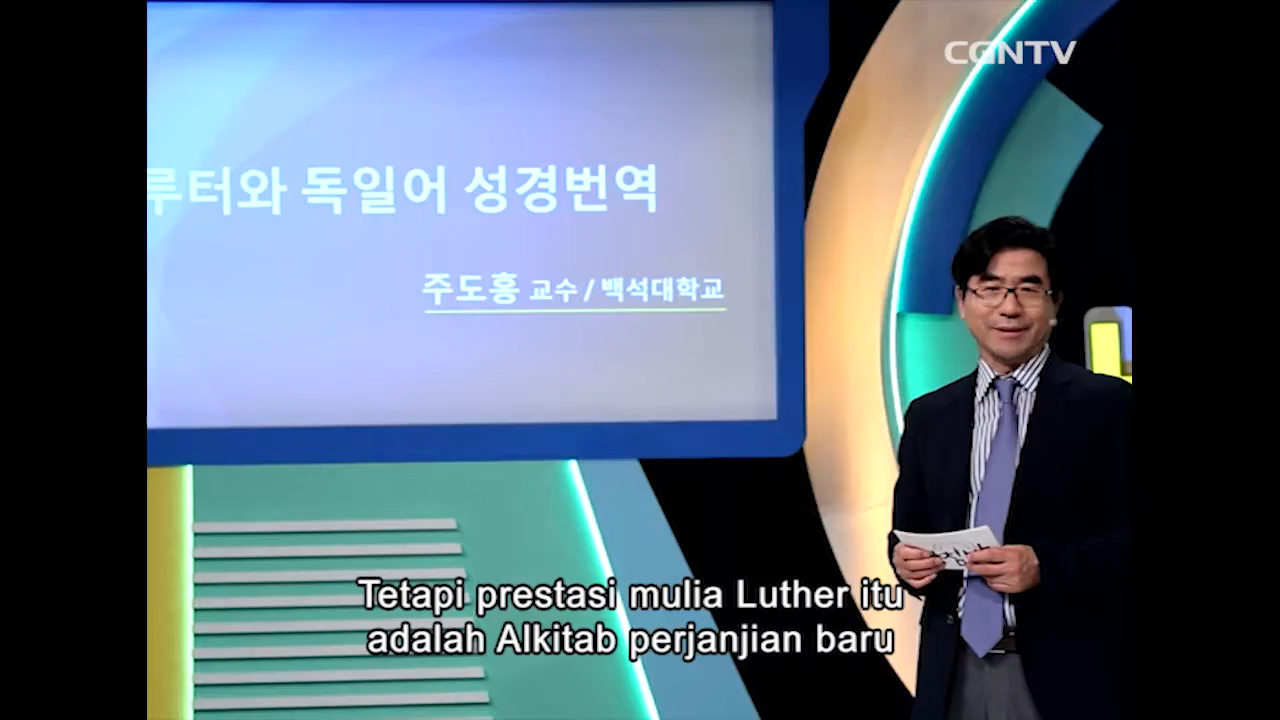 CGNTV
루터와 독일어 성경번역
주도홍 교수 / 백석대학교
Tetapi prestasi mulia Luther itu
adalah Alkitab perjanjian baru